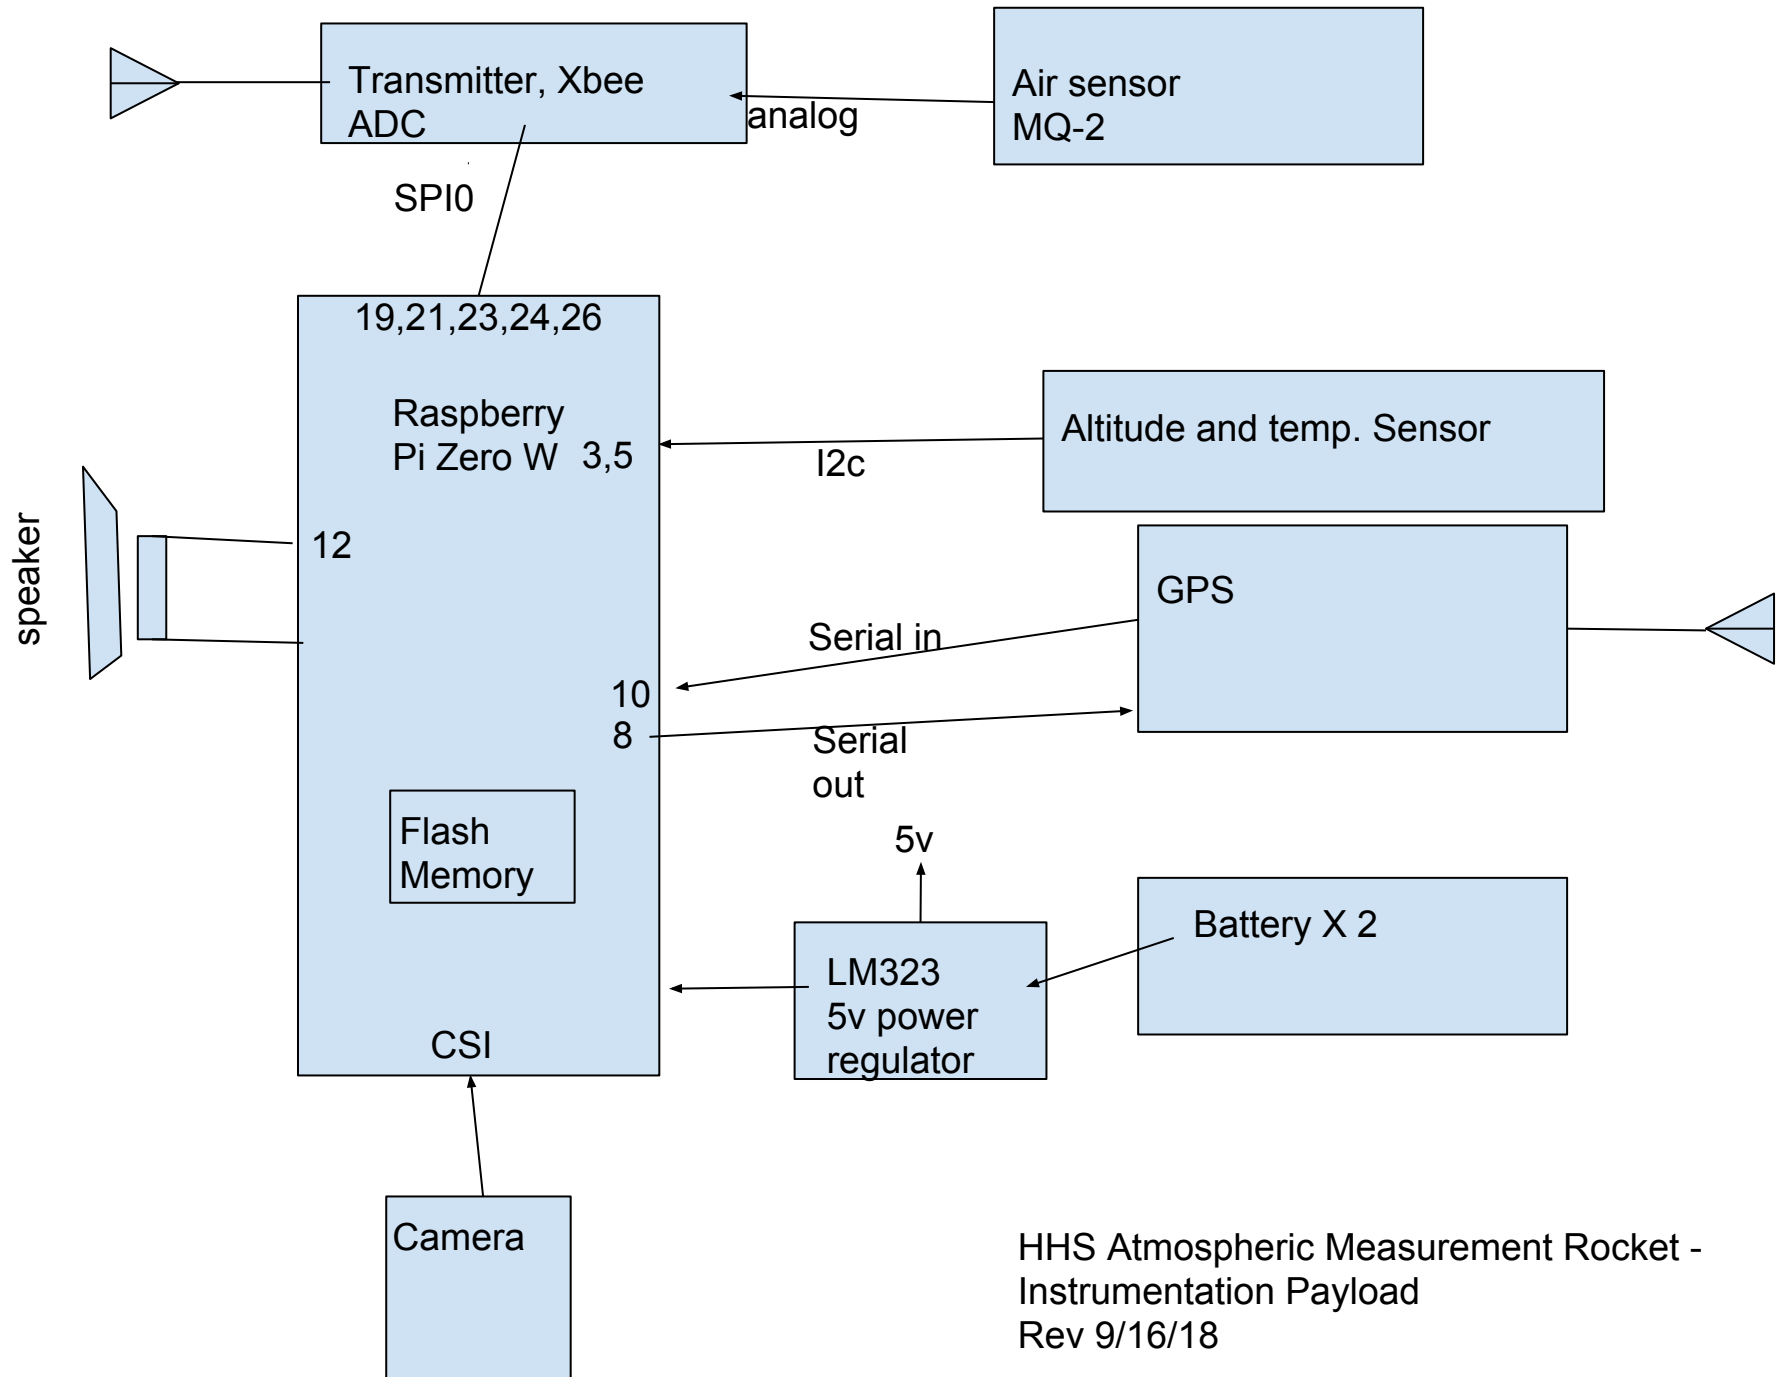 Transmitter, Xbee
ADC
analog
Air sensor
MQ-2
SPI0
19,21,23,24,26
Raspberry
Pi Zero W 3,5
I2c
Altitude and temp. Sensor
speaker
12
GPS
Serial in
10
8
Serial
out
Flash
Memory
5v
Battery X 2
LM323
5v power
regulator
CSI
Camera
HHS Atmospheric Measurement Rocket -
Instrumentation Payload
Rev 9/16/18